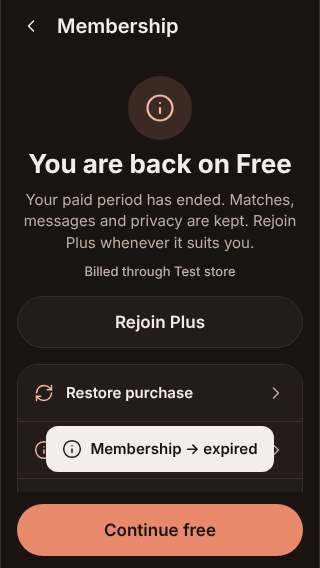 Membership
You are back on Free
Your paid period has ended. Matches,
messages and privacy are kept. Rejoin
Plus whenever it suits you.
Billed through Test store
Rejoin Plus
Restore purchase
Membership → expired
Continue free